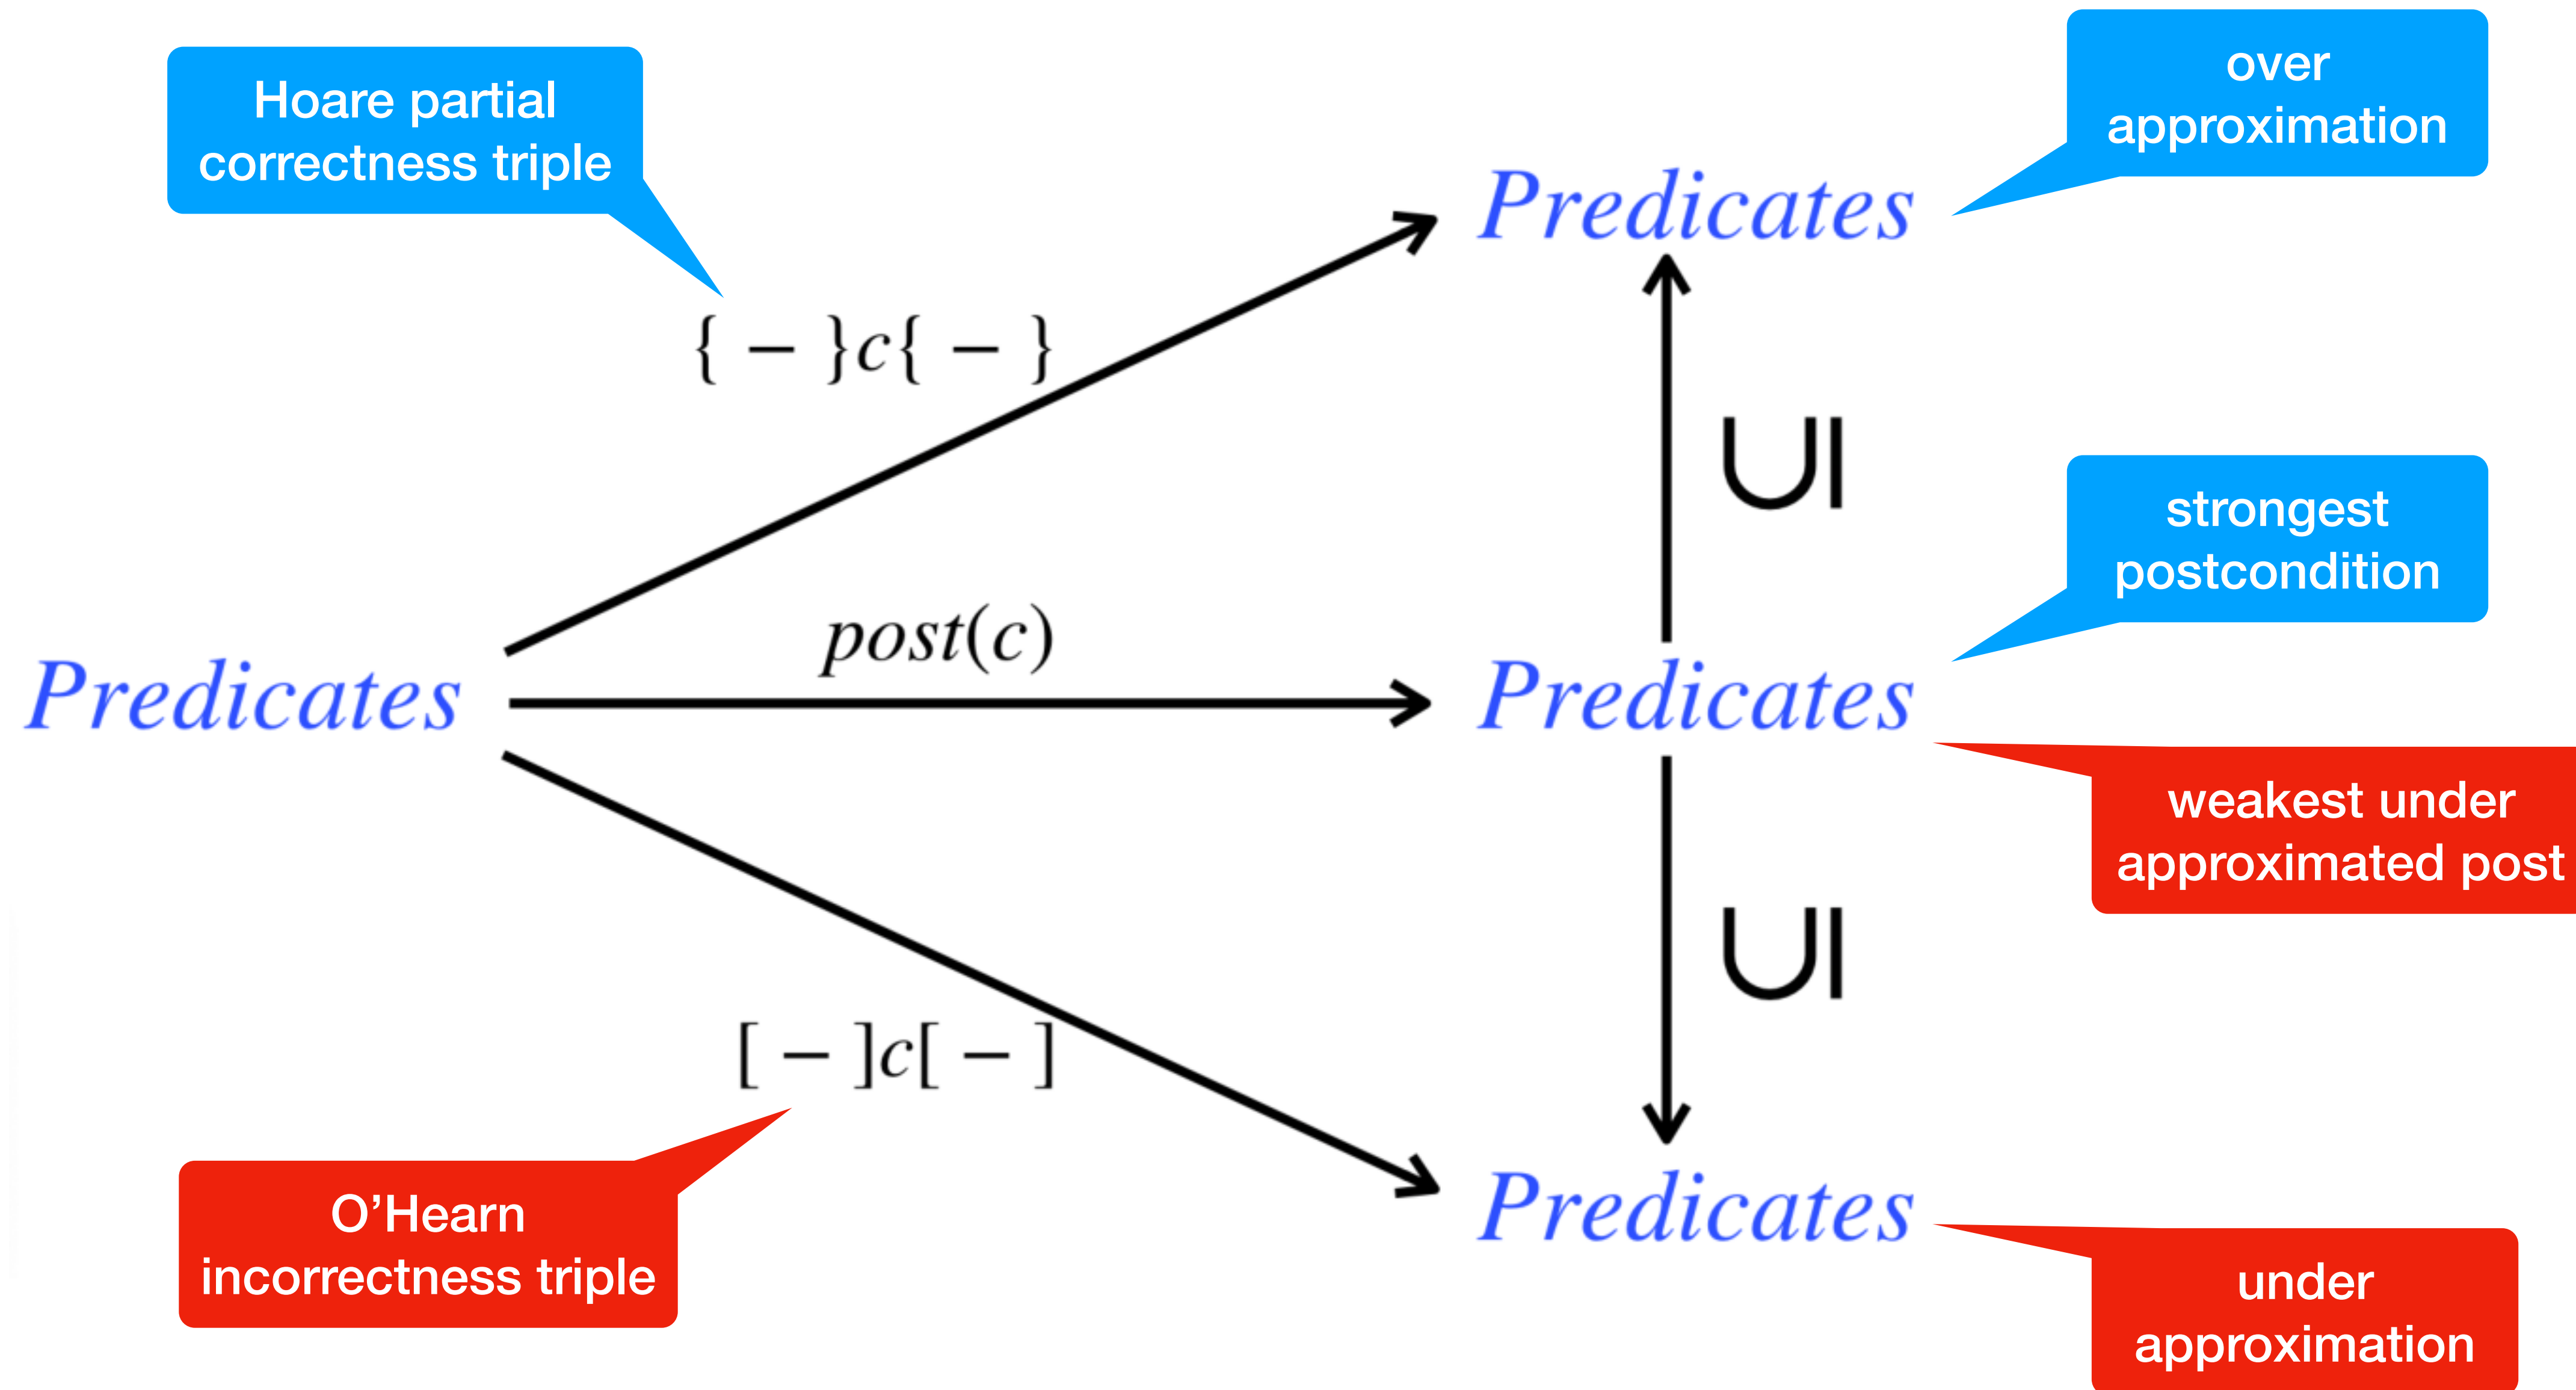 over
approximation
Hoare partial
correctness triple
Predicates
{ − }c{ − }
∪I
strongest
postcondition
post(c)
Predicates
Predicates
weakest under
approximated post
∪I
[ − ]c[ − ]
Predicates
O’Hearn
incorrectness triple
under
approximation